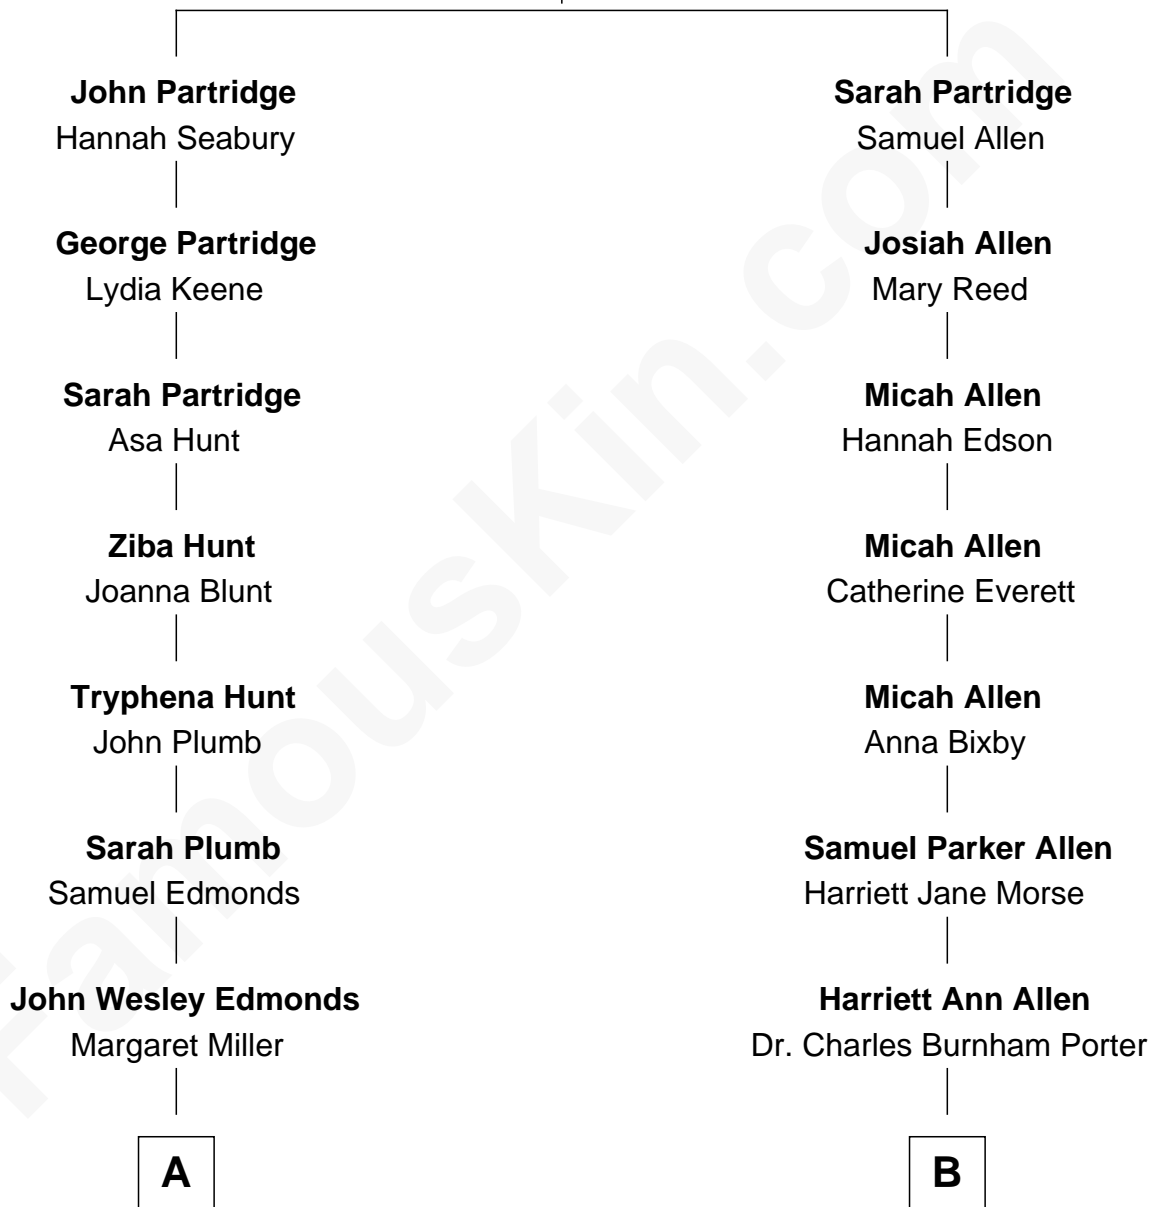 John Partridge
Hannah Seabury
George Partridge
Lydia Keene
Sarah Partridge
Asa Hunt
Ziba Hunt
Joanna Blunt
Tryphena Hunt
John Plumb
Sarah Plumb
Samuel Edmonds
John Wesley Edmonds
Margaret Miller
A
Sarah Partridge
Samuel Allen
Josiah Allen
Mary Reed
Micah Allen
Hannah Edson
Micah Allen
Catherine Everett
Micah Allen
Anna Bixby
Samuel Parker Allen
Harriett Jane Morse
Harriett Ann Allen
Dr. Charles Burnham Porter
B
FamousKin.com